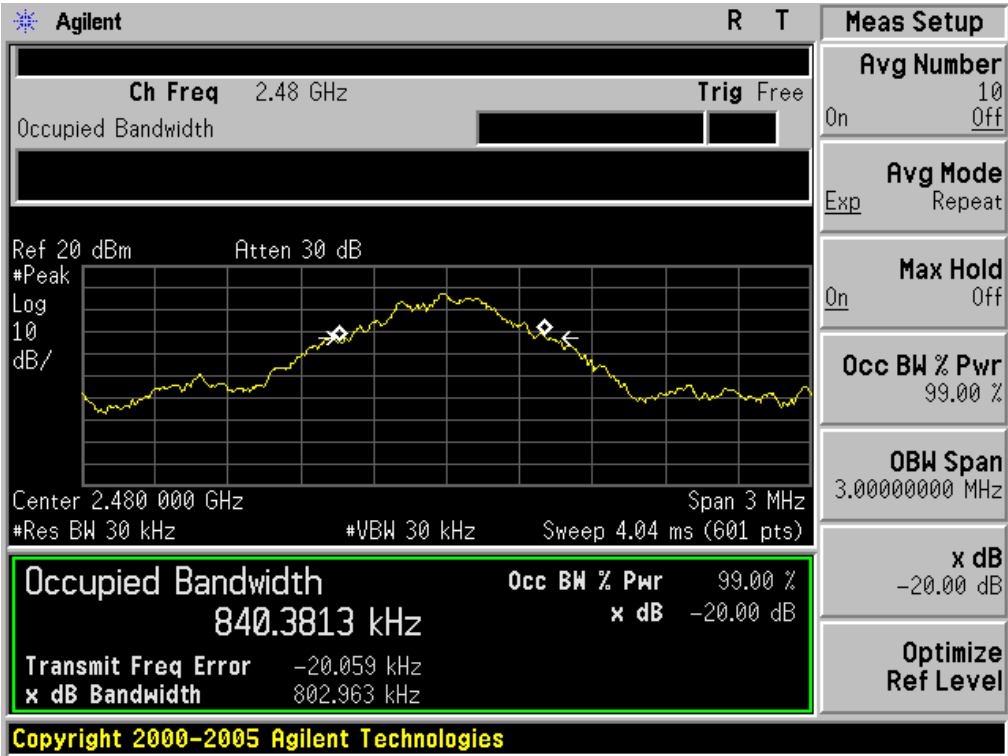 Agilent R T
Ch Freq 2.48 GHz Trig Free
Occupied Bandwidth
Ref 20 dBm Atten 30 dB
#Peak
Log
10
dB/
Center 2.480 000 GHz Span 3 MHz
#Res BW 30 kHz #VBW 30 kHz Sweep 4.04 ms (601 pts)
Occupied Bandwidth
840.3813 kHz
Occ BW % Pwr 99.00 %
x dB -20.00 dB
Transmit Freq Error -20.059 kHz
x dB Bandwidth 802.963 kHz
Copyright 2000-2005 Agilent Technologies
Meas Setup
Avg Number
10
On Off
Avg Mode
Exp Repeat
Max Hold
On Off
Occ BW % Pwr
99.00 %
OBW Span
3.00000000 MHz
x dB
-20.00 dB
Optimize
Ref Level